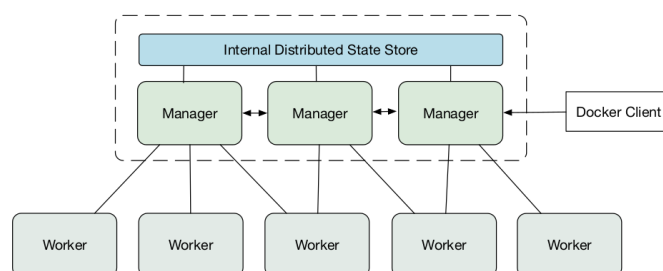 Internal Distributed State Store
Manager
Manager
Manager
Docker Client
Worker
Worker
Worker
Worker
Worker